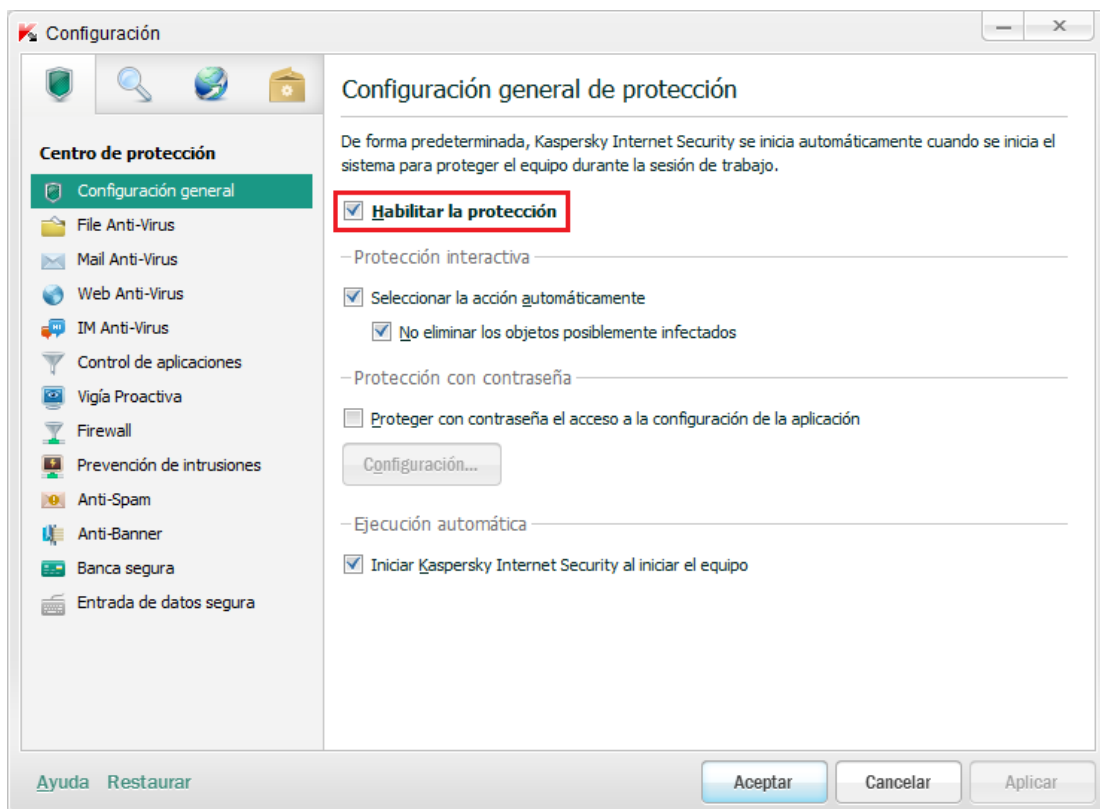 Configuración
Centro de protección
Configuración general
File Anti-Virus
Mail Anti-Virus
Web Anti-Virus
IM Anti-Virus
Control de aplicaciones
Vigía Proactiva
Firewall
Prevención de intrusiones
Anti-Spam
Anti-Banner
Banca segura
Entrada de datos segura
Configuración general de protección
De forma predeterminada, Kaspersky Internet Security se inicia automáticamente cuando se inicia el
sistema para proteger el equipo durante la sesión de trabajo.
Habilitar la protección
Protección interactiva
Seleccionar la acción automáticamente
No eliminar los objetos posiblemente infectados
Protección con contraseña
Proteger con contraseña el acceso a la configuración de la aplicación
Configuración...
Ejecución automática
Iniciar Kaspersky Internet Security al iniciar el equipo
Ayuda Restaurar
Aceptar Cancelar Aplicar